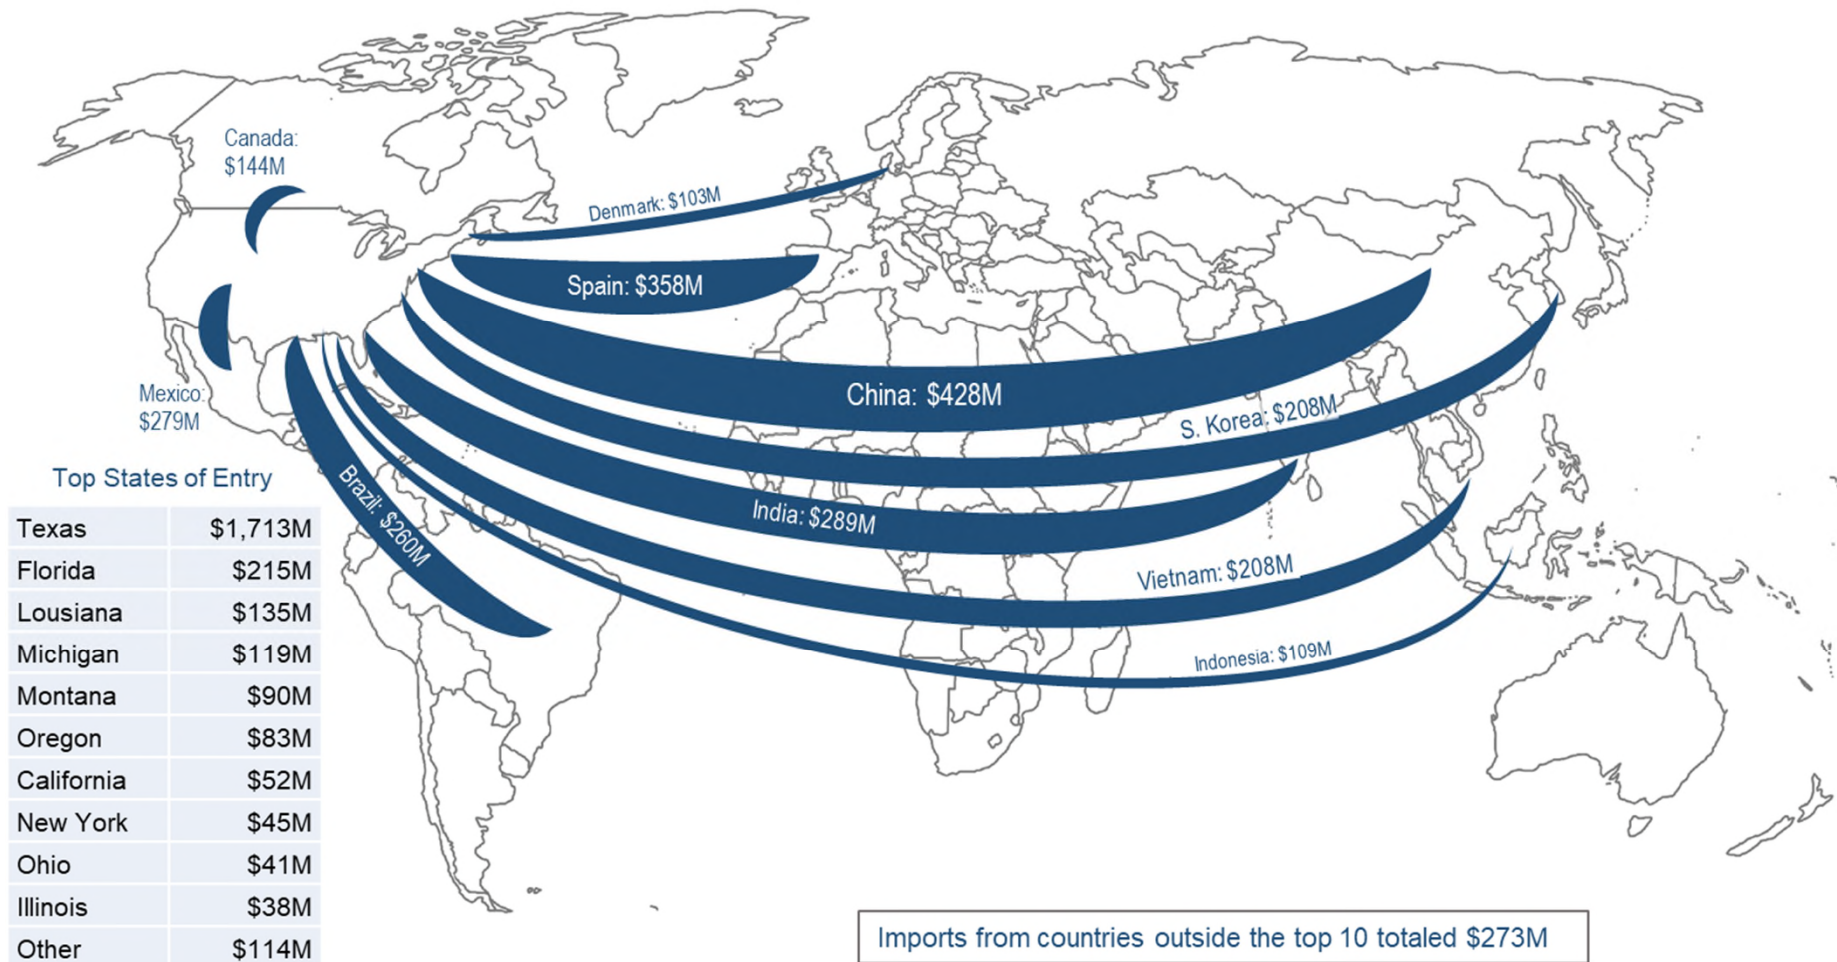 Canada:
$144M
Denmark: $103M
Spain: $358M
China: $428M
S. Korea: $208M
Mexico:
$279M
Brazil: $260M
India: $289M
Vietnam: $208M
Indonesia: $109M
Top States of Entry
Texas $1,713M
Florida $215M
Lousiana $135M
Michigan $119M
Montana $90M
Oregon $83M
California $52M
New York $45M
Ohio $41M
Illinois $38M
Other $114M
Imports from countries outside the top 10 totaled $273M